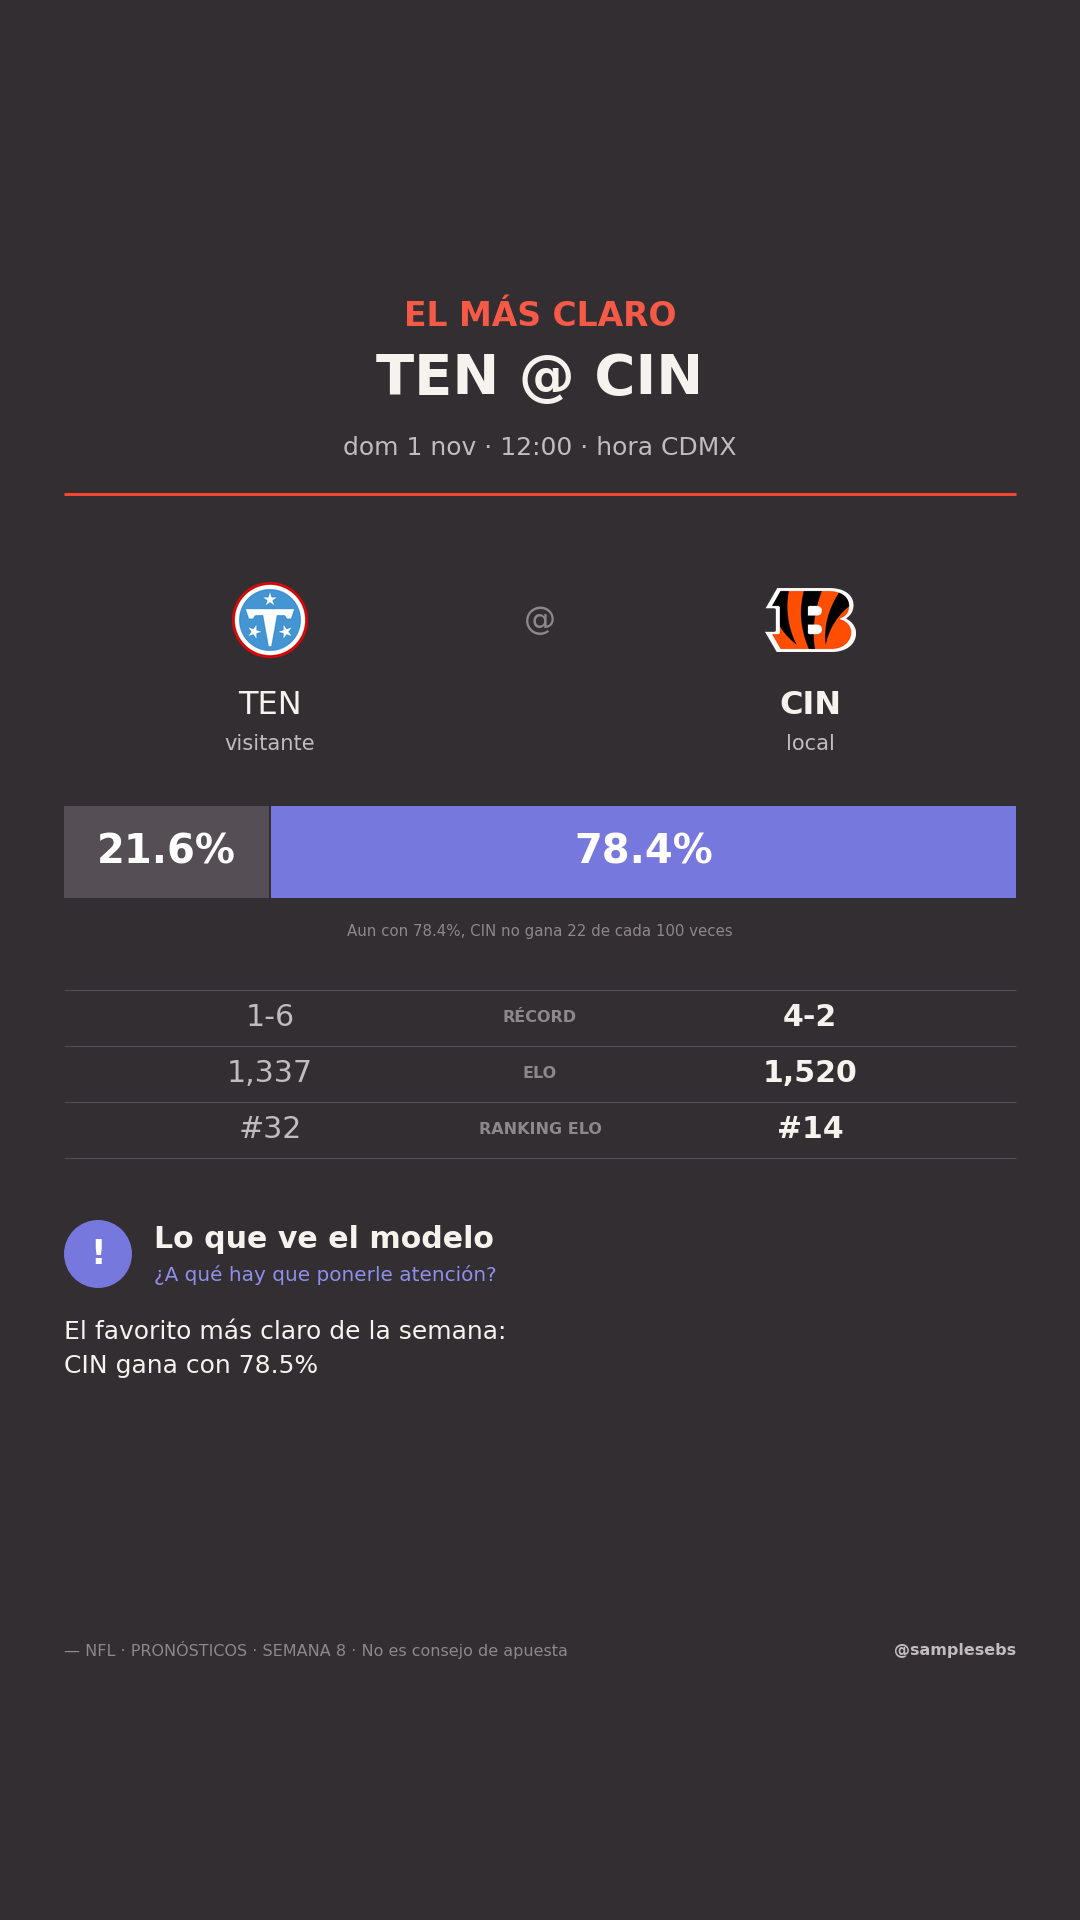 EL MÁS CLARO
TEN @ CIN
dom 1 nov · 12:00 · hora CDMX
@
TEN
CIN
visitante
local
21.6%
78.4%
Aun con 78.4%, CIN no gana 22 de cada 100 veces
1-6 RÉCORD 4-2
1,337 ELO 1,520
#32 RANKING ELO #14
!
Lo que ve el modelo
¿A qué hay que ponerle atención?
El favorito más claro de la semana:
CIN gana con 78.5%
— NFL · PRONÓSTICOS · SEMANA 8 · No es consejo de apuesta
@samplesebs